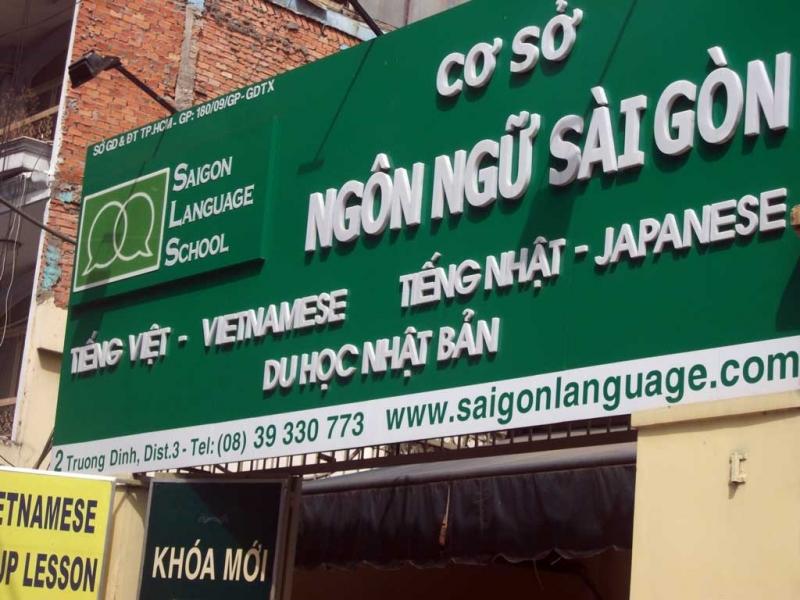 SỞ GD & ĐT TP.HCM - GP: 180/09/GP- GDTX
CƠ SỞ
SAIGON
LANGUAGE
SCHOOL
NGÔN NGỮ SÀI GÒN
TIẾNG VIỆT - VIETNAMESE
TIẾNG NHẬT - JAPANESE
DU HỌC NHẬT BẢN
2 Truong Dinh, Dist.3 - Tel: (08) 39 330 773 www.saigonlanguage.com
ETNAMESE
UP LESSON
KHÓA MỚI